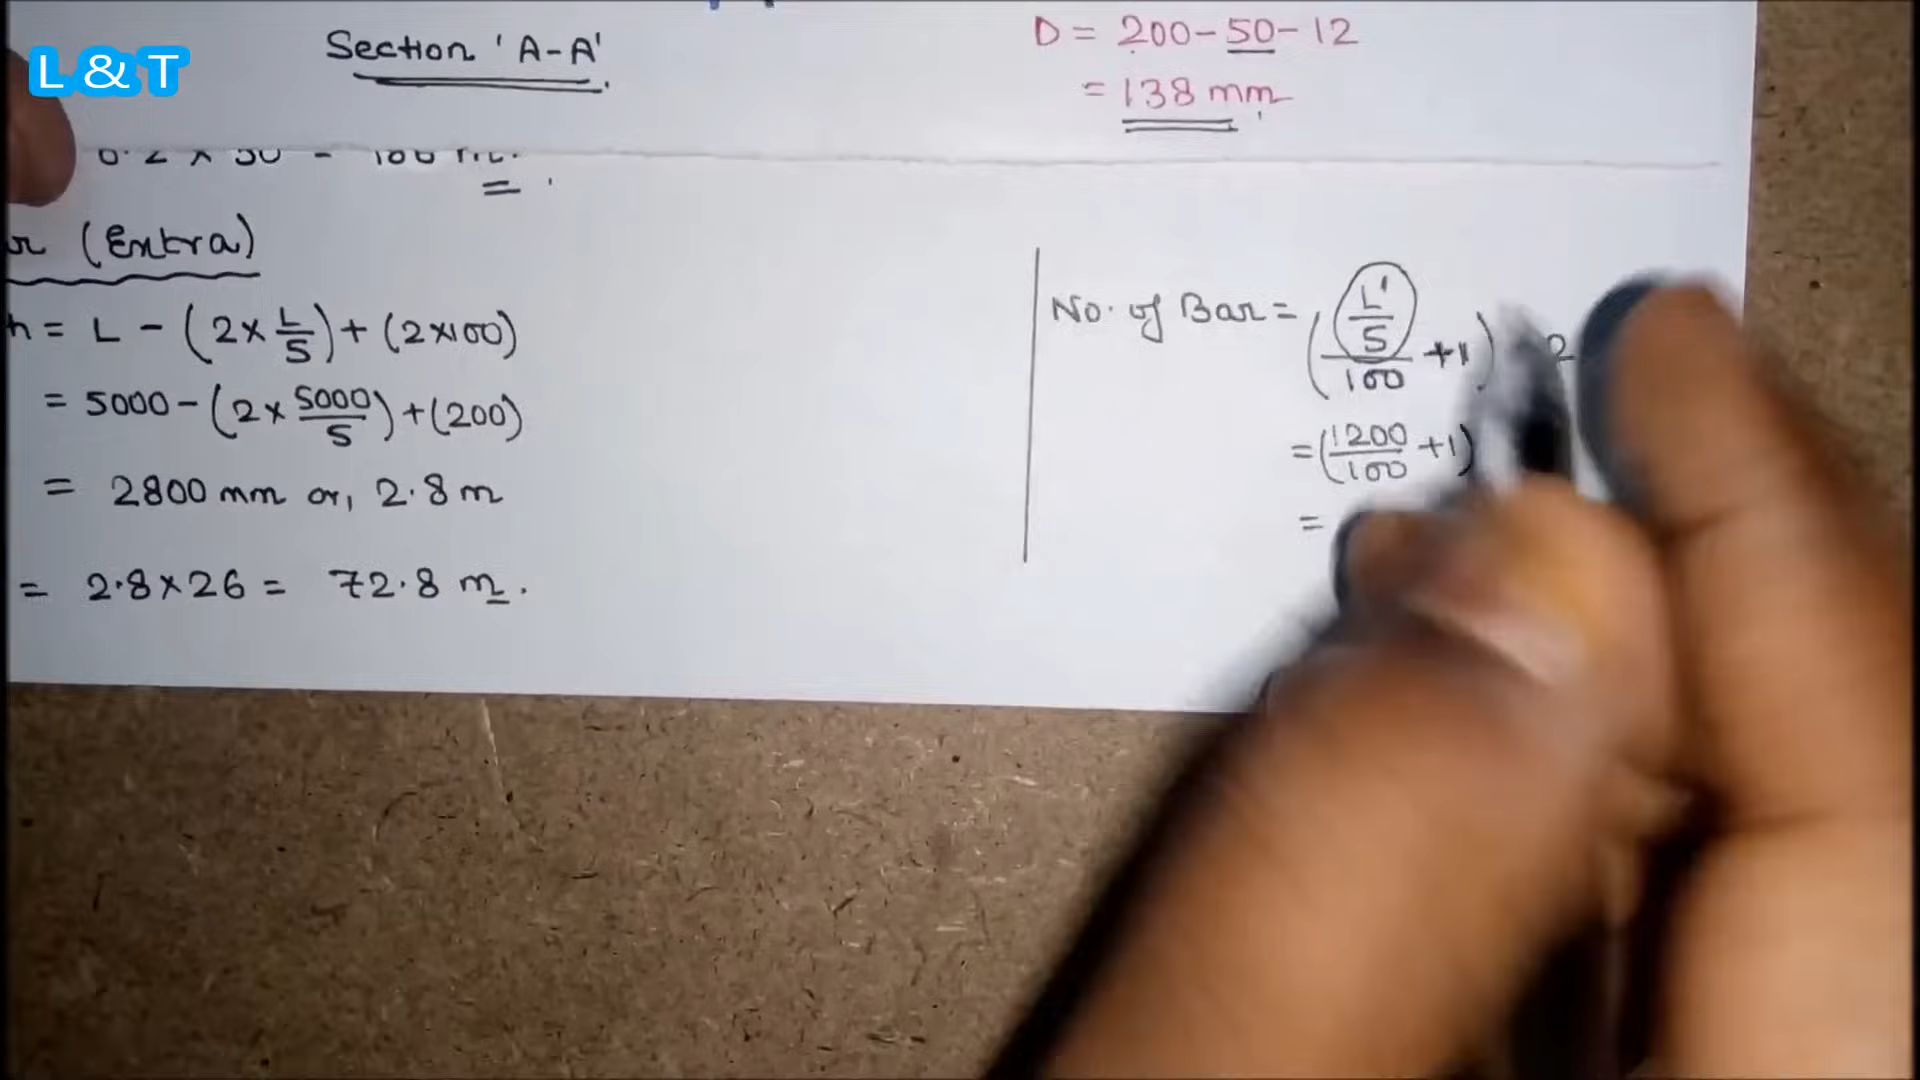 L & T
Section 'A-A'
D = 200-50-12
= 138 mm
(Extra)
= L - (2 x L/5) + (2x100)
= 5000 - (2 x 5000/5) + (200)
= 2800 mm or, 2.8 m
= 2.8 x 26 = 72.8 m.
No. of Bar = ( (L'/5)/100 +1) 2
= (1200/100 +1)
=